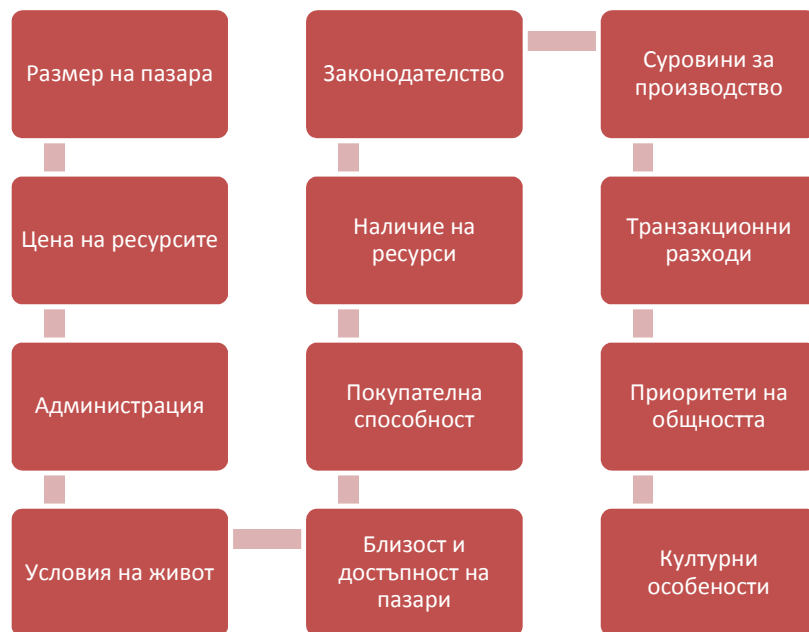 Размер на пазара
Цена на ресурсите
Администрация
Условия на живот
Близост и
достъпност на
пазари
Покупателна
способност
Наличие на
ресурси
Законодателство
Суровини за
производство
Транзакционни
разходи
Приоритети на
общността
Културни
особености